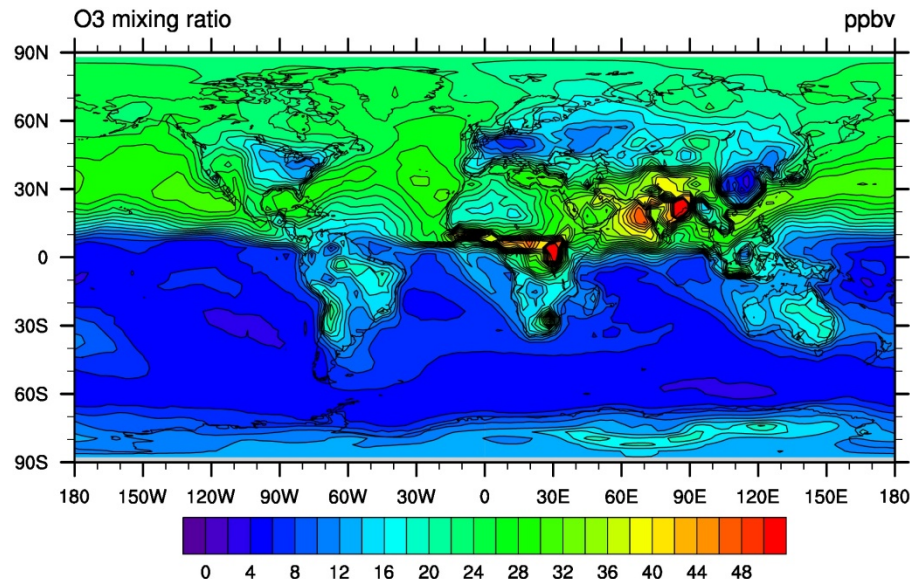 O3 mixing ratio ppbv
90N
60N
30N
0
30S
60S
90S
180 150W 120W 90W 60W 30W 0 30E 60E 90E 120E 150E 180
0 4 8 12 16 20 24 28 32 36 40 44 48